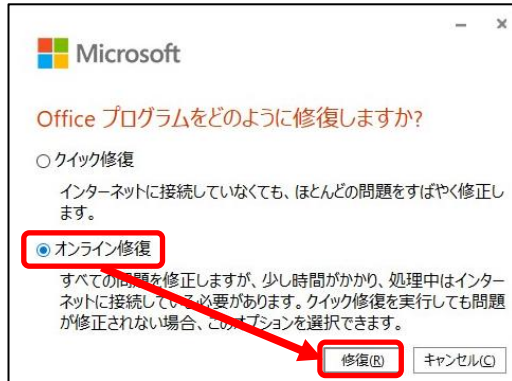 Microsoft
Office プログラムをどのように修復しますか?
クイック修復
インターネットに接続していなくても、ほとんどの問題をすばやく修正し
ます。
オンライン修復
すべての問題を修正しますが、少し時間がかかり、処理中はインター
ネットに接続している必要があります。クイック修復を実行しても問題
が修正されない場合、このオプションを選択できます。
修復(R) キャンセル(C)